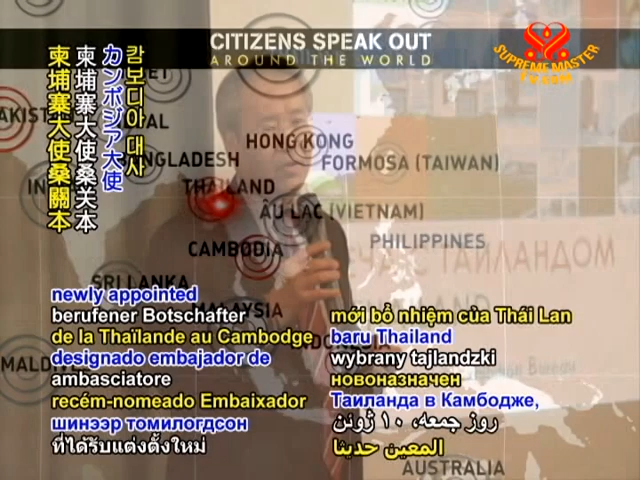 CITIZENS SPEAK OUT
AROUND THE WORLD
SUPREME MASTER
TV.COM
柬埔寨大使桑關本
柬埔寨大使桑关本
カンボジア大使
캄보디아 대사
HONG KONG
FORMOSA (TAIWAN)
BANGLADESH
THAILAND
ÂU LẠC (VIETNAM)
PHILIPPINES
CAMBODIA
SRI LANKA
MALAYSIA
INDONESIA
AUSTRALIA
ТАИЛАНДОМ
newly appointed
berufener Botschafter
de la Thaïlande au Cambodge
designado embajador de
ambasciatore
recém-nomeado Embaixador
шинээр томилогдсон
ที่ได้รับแต่งตั้งใหม่
mới bổ nhiệm của Thái Lan
baru Thailand
wybrany tajlandzki
новоназначен
Таиланда в Камбодже,
روز جمعه، ۱۰ ژوئن
المعين حديثا